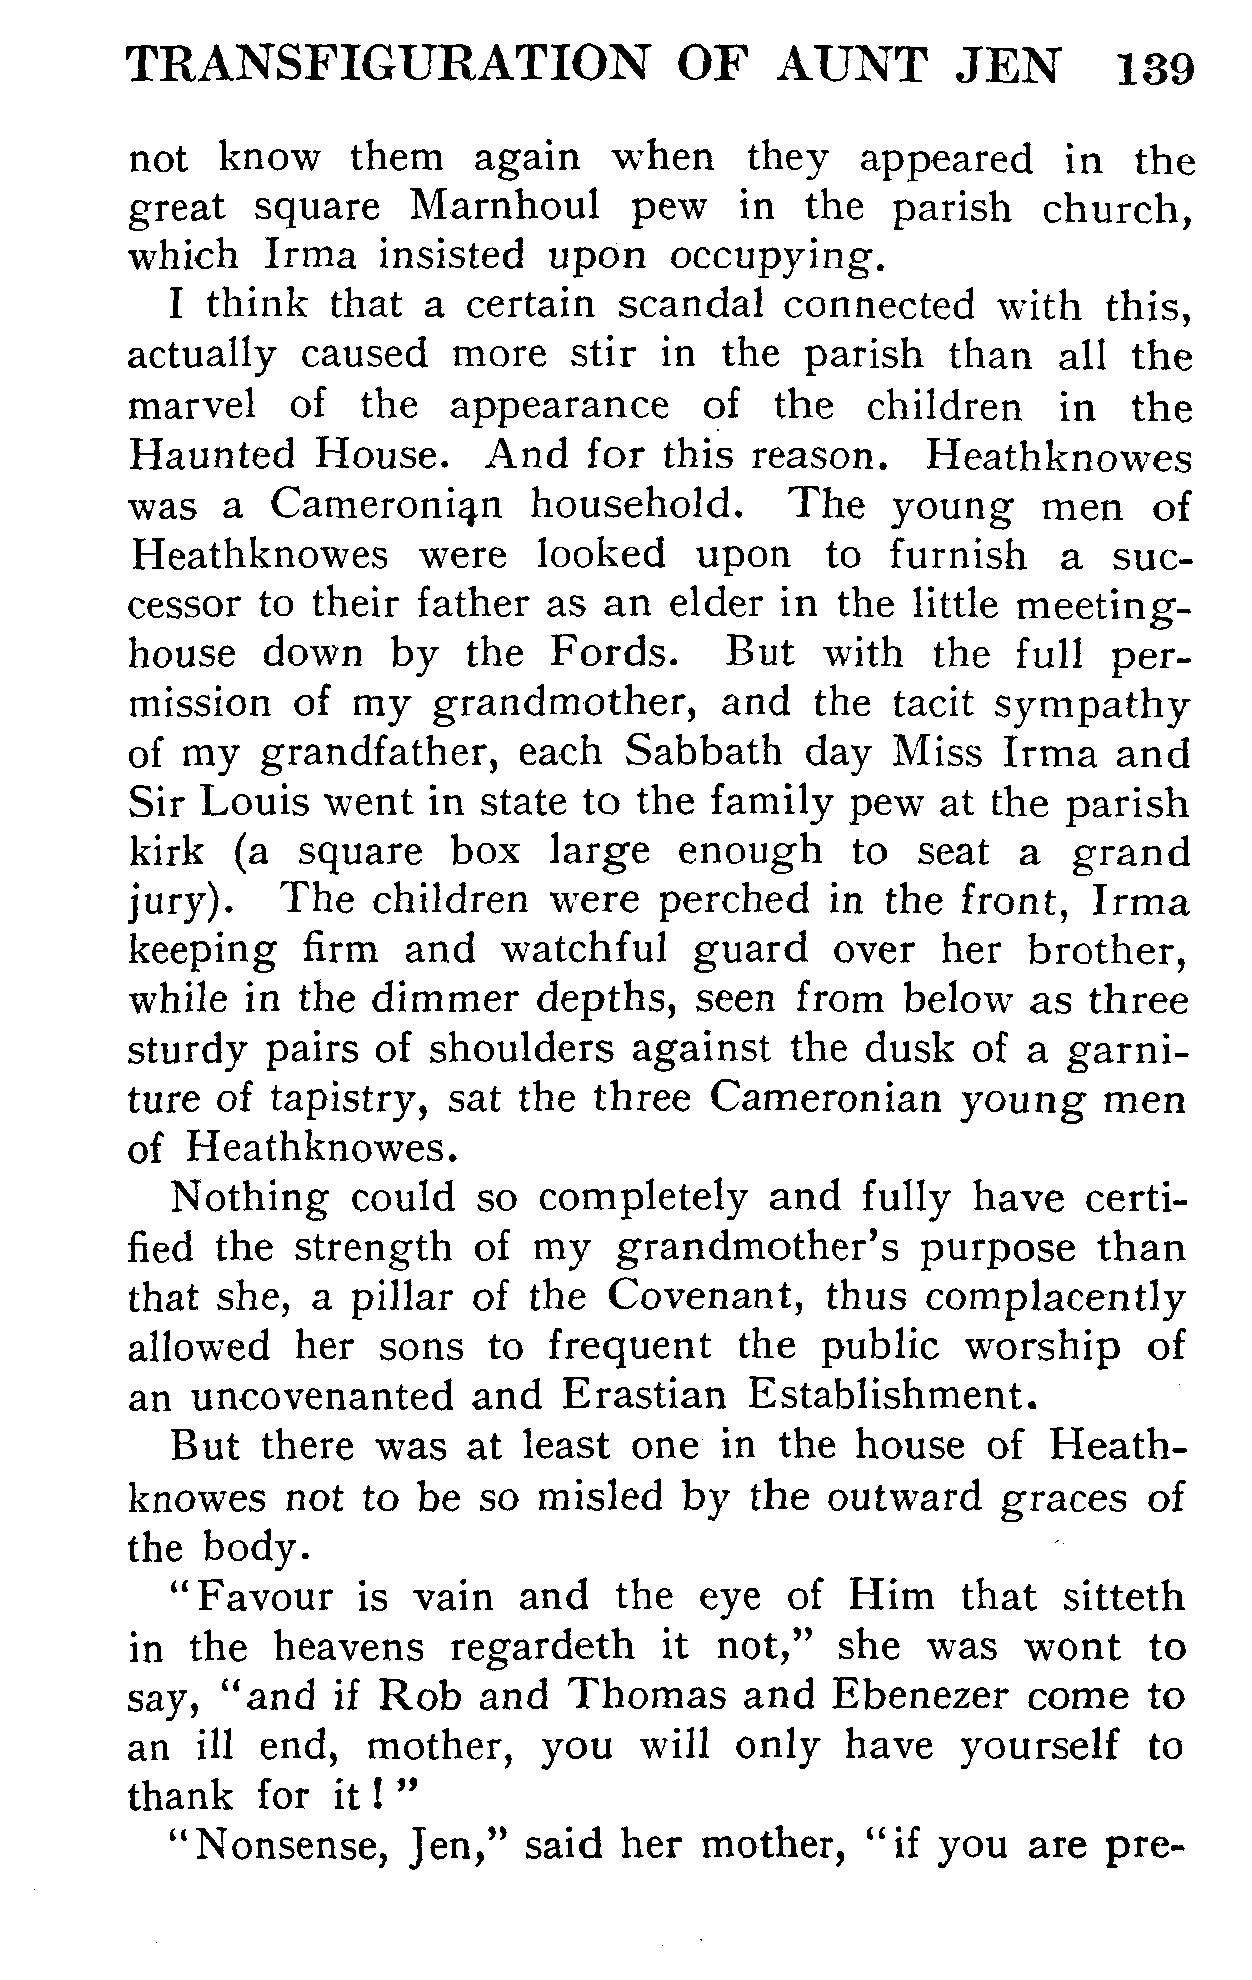 TRANSFIGURATION OF AUNT JEN 139
not know them again when they appeared in the
great square Marnhoul pew in the parish church,
which Irma insisted upon occupying.
I think that a certain scandal connected with this,
actually caused more stir in the parish than all the
marvel of the appearance of the children in the
Haunted House. And for this reason. Heathknowes
was a Cameronian household. The young men of
Heathknowes were looked upon to furnish a suc-
cessor to their father as an elder in the little meeting-
house down by the Fords. But with the full per-
mission of my grandmother, and the tacit sympathy
of my grandfather, each Sabbath day Miss Irma and
Sir Louis went in state to the family pew at the parish
kirk (a square box large enough to seat a grand
jury). The children were perched in the front, Irma
keeping firm and watchful guard over her brother,
while in the dimmer depths, seen from below as three
sturdy pairs of shoulders against the dusk of a garni-
ture of tapistry, sat the three Cameronian young men
of Heathknowes.
Nothing could so completely and fully have certi-
fied the strength of my grandmother's purpose than
that she, a pillar of the Covenant, thus complacently
allowed her sons to frequent the public worship of
an uncovenanted and Erastian Establishment.
But there was at least one in the house of Heath-
knowes not to be so misled by the outward graces of
the body.
"Favour is vain and the eye of Him that sitteth
in the heavens regardeth it not," she was wont to
say, "and if Rob and Thomas and Ebenezer come to
an ill end, mother, you will only have yourself to
thank for it!"
"Nonsense, Jen," said her mother, "if you are pre-